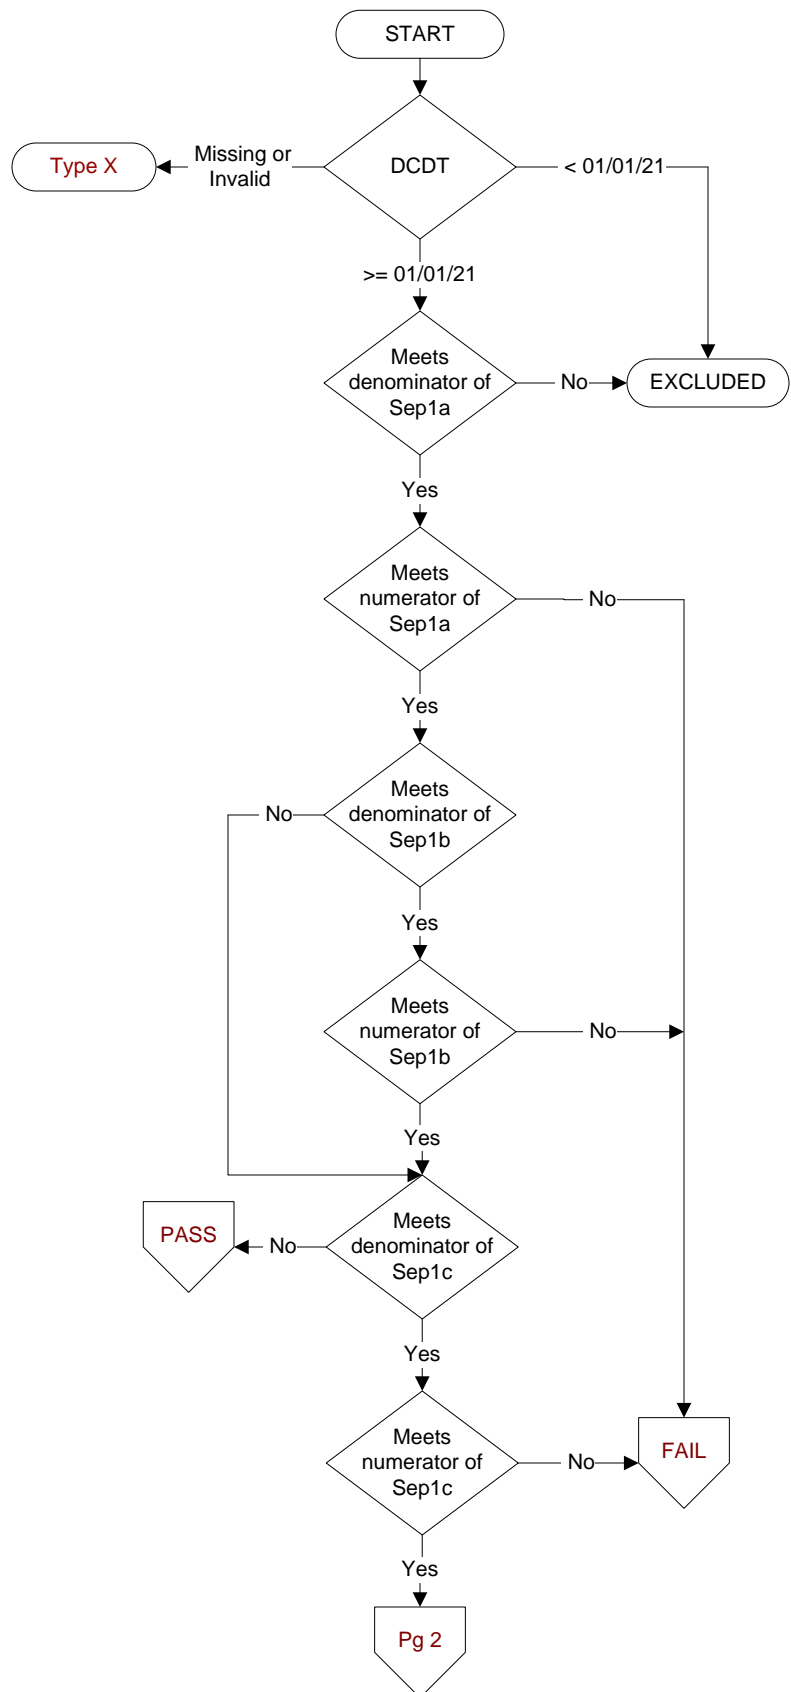 START
DCDT
Missing or
Invalid
Type X
< 01/01/21
>= 01/01/21
Meets
denominator of
Sep1a
No
EXCLUDED
Yes
Meets
numerator of
Sep1a
No
Yes
Meets
denominator of
Sep1b
No
Yes
Meets
numerator of
Sep1b
No
Yes
Meets
denominator of
Sep1c
No
PASS
Yes
Meets
numerator of
Sep1c
No
FAIL
Yes
Pg 2